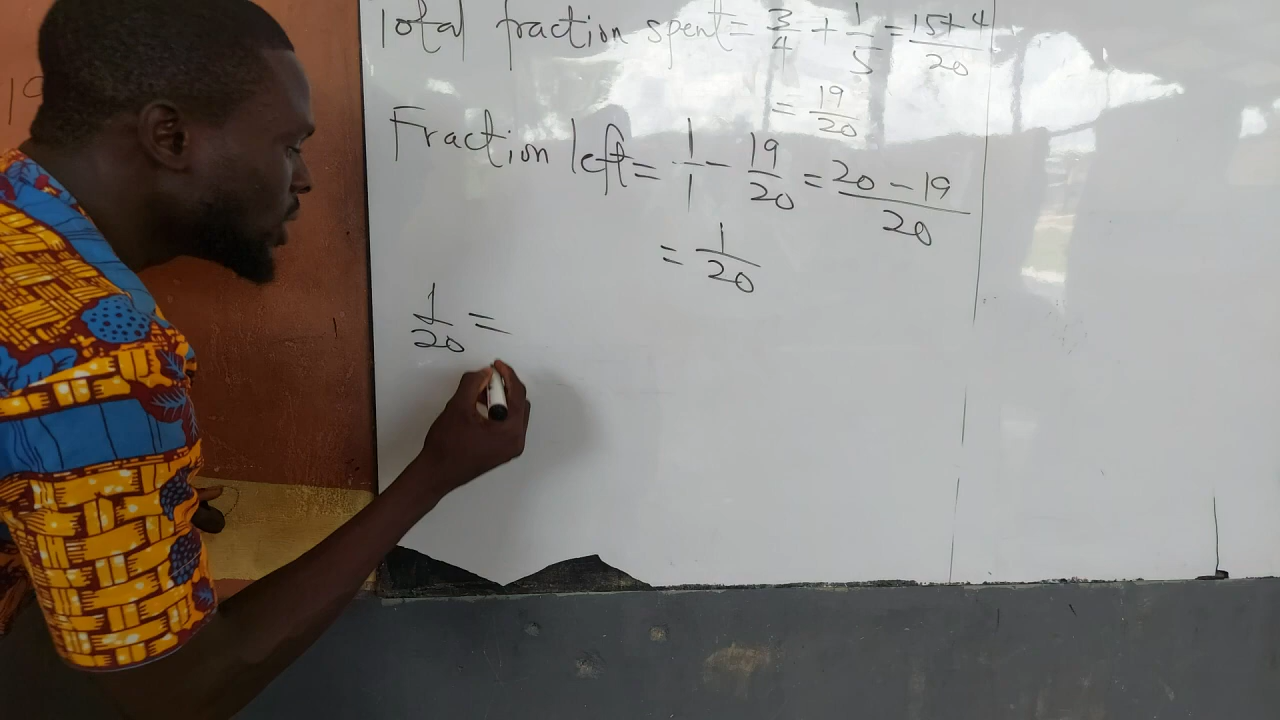 Total fraction spent = 3/4 + 1/5 = 15+4/20
= 19/20
Fraction left = 1/1 - 19/20 = 20-19/20
= 1/20
1/20 =